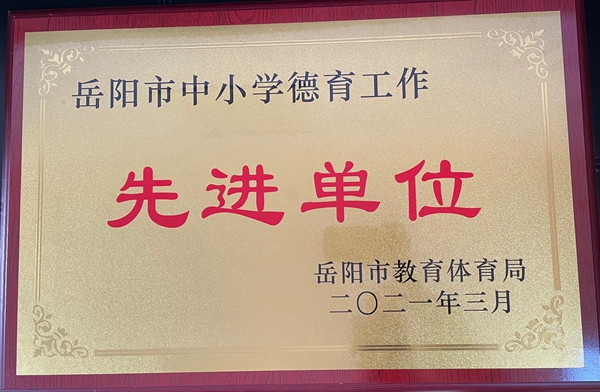 岳阳市中小学德育工作
先进单位
岳阳市教育体育局
二〇二一年三月